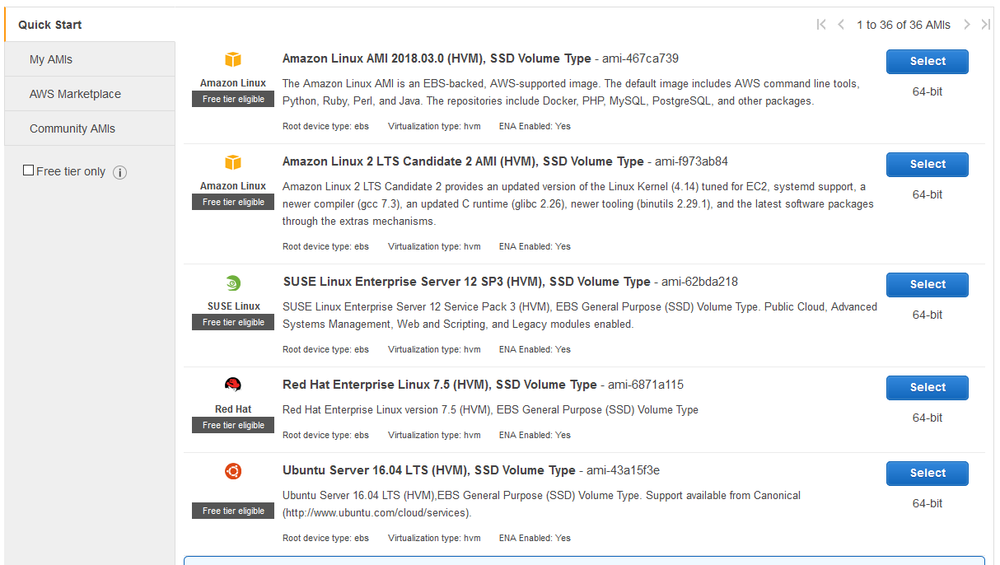 Quick Start
1 to 36 of 36 AMIs
My AMIs
AWS Marketplace
Community AMIs
Free tier only
Amazon Linux
Free tier eligible
Amazon Linux AMI 2018.03.0 (HVM), SSD Volume Type - ami-467ca739
The Amazon Linux AMI is an EBS-backed, AWS-supported image. The default image includes AWS command line tools,
Python, Ruby, Perl, and Java. The repositories include Docker, PHP, MySQL, PostgreSQL, and other packages.
Root device type: ebs Virtualization type: hvm ENA Enabled: Yes
Select
64-bit
Amazon Linux
Free tier eligible
Amazon Linux 2 LTS Candidate 2 AMI (HVM), SSD Volume Type - ami-f973ab84
Amazon Linux 2 LTS Candidate 2 provides an updated version of the Linux Kernel (4.14) tuned for EC2, systemd support, a
newer compiler (gcc 7.3), an updated C runtime (glibc 2.26), newer tooling (binutils 2.29.1), and the latest software packages
through the extras mechanisms.
Root device type: ebs Virtualization type: hvm ENA Enabled: Yes
Select
64-bit
SUSE Linux
Free tier eligible
SUSE Linux Enterprise Server 12 SP3 (HVM), SSD Volume Type - ami-62bda218
SUSE Linux Enterprise Server 12 Service Pack 3 (HVM), EBS General Purpose (SSD) Volume Type. Public Cloud, Advanced
Systems Management, Web and Scripting, and Legacy modules enabled.
Root device type: ebs Virtualization type: hvm ENA Enabled: Yes
Select
64-bit
Red Hat
Free tier eligible
Red Hat Enterprise Linux 7.5 (HVM), SSD Volume Type - ami-6871a115
Red Hat Enterprise Linux version 7.5 (HVM), EBS General Purpose (SSD) Volume Type
Root device type: ebs Virtualization type: hvm ENA Enabled: Yes
Select
64-bit
Free tier eligible
Ubuntu Server 16.04 LTS (HVM), SSD Volume Type - ami-43a15f3e
Ubuntu Server 16.04 LTS (HVM),EBS General Purpose (SSD) Volume Type. Support available from Canonical
(http://www.ubuntu.com/cloud/services).
Root device type: ebs Virtualization type: hvm ENA Enabled: Yes
Select
64-bit